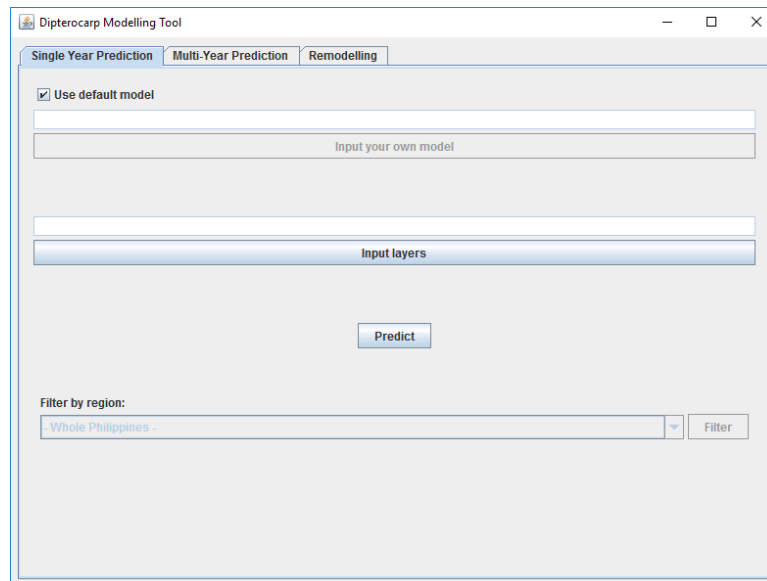 Dipterocarp Modelling Tool
Single Year Prediction Multi-Year Prediction Remodelling
Use default model
Input your own model
Input layers
Predict
Filter by region:
- Whole Philippines - Filter